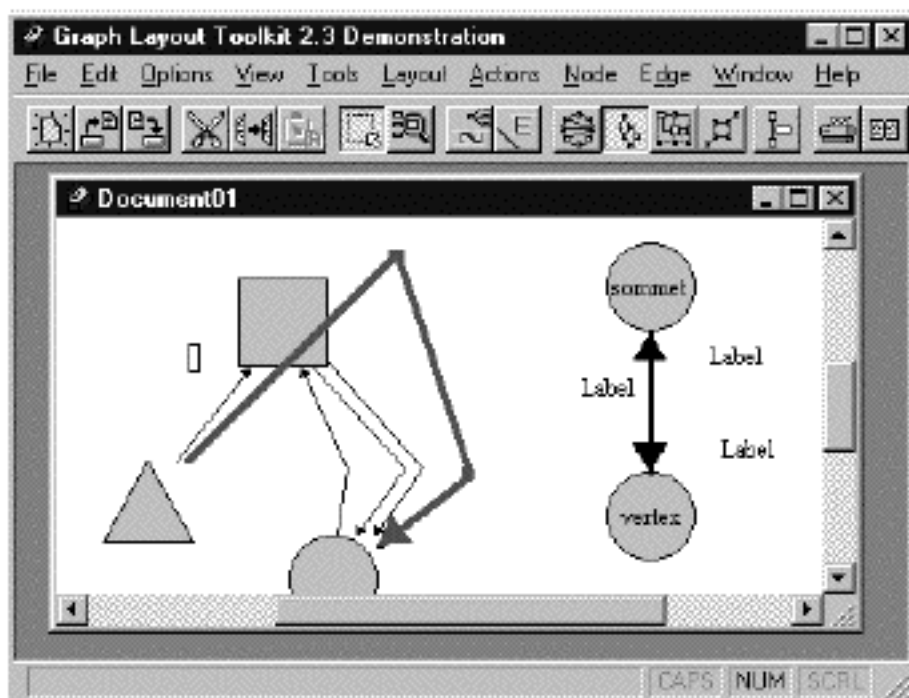 Graph Layout Toolkit 2.3 Demonstration
File Edit Options View Tools Layout Actions Node Edge Window Help
Document01
sommet
Label
Label
Label
vertex
CAPS NUM SCRL